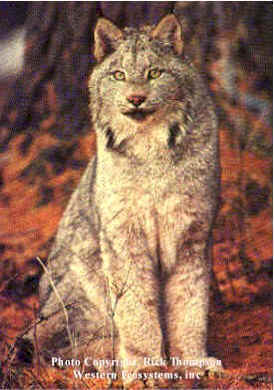 Photo Copyright, Rick Thompson
Western Ecosystems, inc